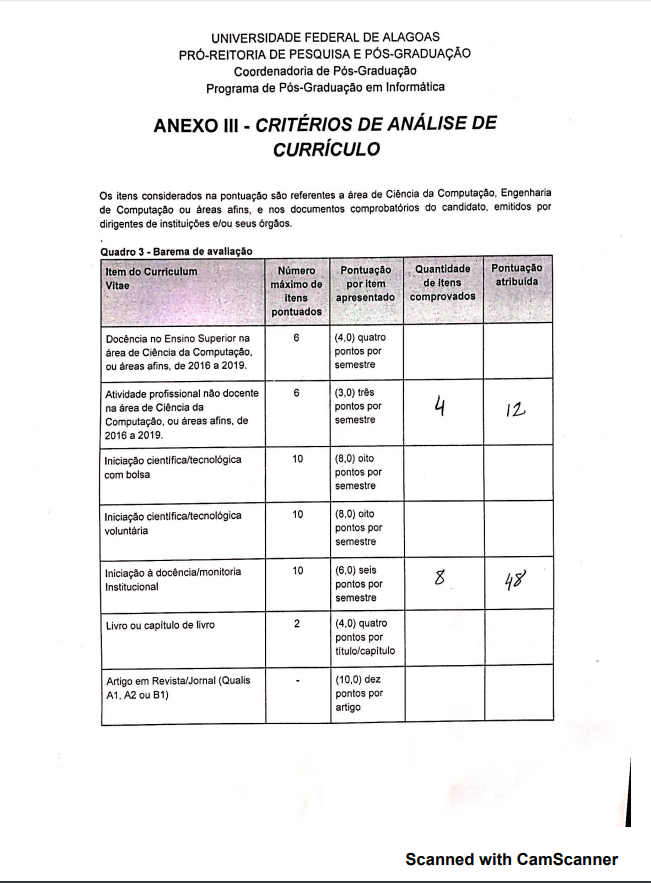 UNIVERSIDADE FEDERAL DE ALAGOAS
PRÓ-REITORIA DE PESQUISA E PÓS-GRADUAÇÃO
Coordenadoria de Pós-Graduação
Programa de Pós-Graduação em Informática
ANEXO III - CRITÉRIOS DE ANÁLISE DE
CURRÍCULO
Os itens considerados na pontuação são referentes a área de Ciência da Computação, Engenharia
de Computação ou áreas afins, e nos documentos comprobatórios do candidato, emitidos por
dirigentes de instituições e/ou seus órgãos.
Quadro 3 - Barema de avaliação
Item do Curriculum
Vitae
Número
máximo de
itens
pontuados
Pontuação
por item
apresentado
Quantidade
de itens
comprovados
Pontuação
atribuída
Docência no Ensino Superior na
área de Ciência da Computação,
ou áreas afins, de 2016 a 2019.
6
(4,0) quatro
pontos por
semestre
Atividade profissional não docente
na área de Ciência da
Computação, ou áreas afins, de
2016 a 2019.
6
(3,0) três
pontos por
semestre
4
12
Iniciação científica/tecnológica
com bolsa
10
(8,0) oito
pontos por
semestre
Iniciação científica/tecnológica
voluntária
10
(8,0) oito
pontos por
semestre
Iniciação à docência/monitoria
Institucional
10
(6,0) seis
pontos por
semestre
8
48
Livro ou capítulo de livro
2
(4,0) quatro
pontos por
título/capítulo
Artigo em Revista/Jornal (Qualis
A1, A2 ou B1)
-
(10,0) dez
pontos por
artigo
Scanned with CamScanner